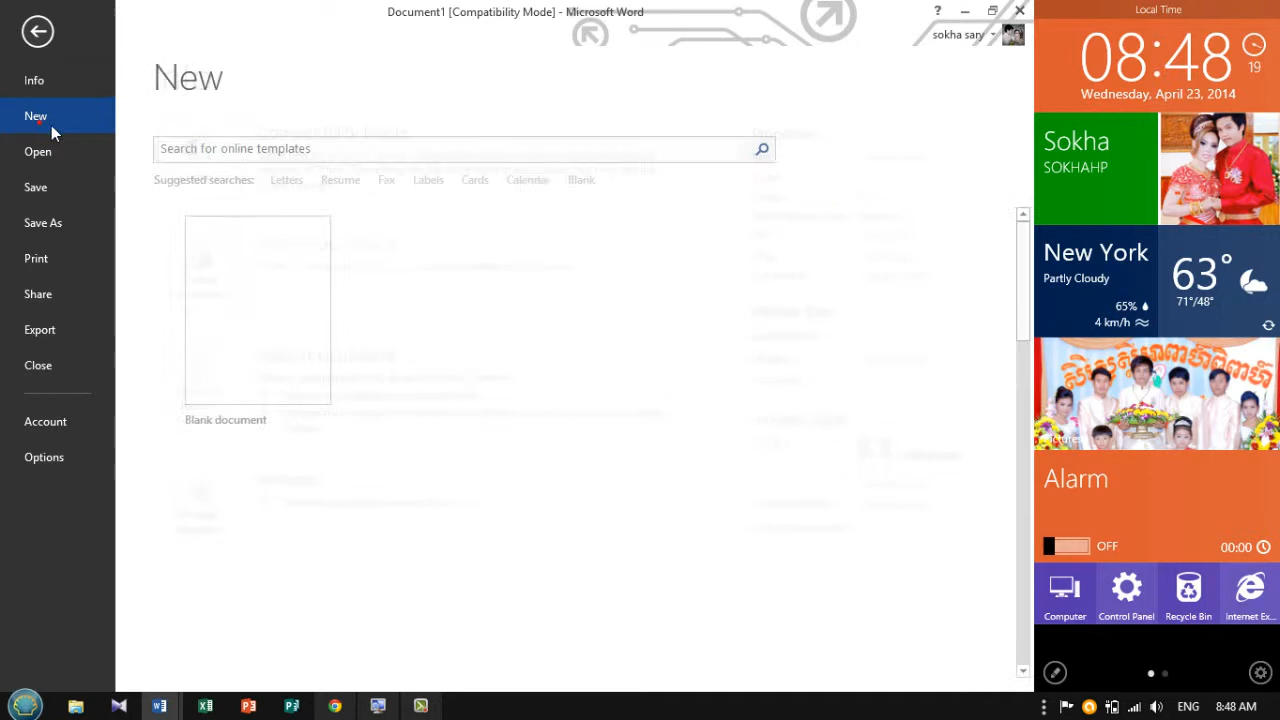 Document1 [Compatibility Mode] - Microsoft Word
sokha sary
Info
New
Open
Save
Save As
Print
Share
Export
Close
Account
Options
New
Search for online templates
Suggested searches: Letters Resume Fax Labels Cards Calendar Blank
Blank document
Local Time
08:48
19
Wednesday, April 23, 2014
Sokha
SOKHAHP
New York
Partly Cloudy
63°
71°/48°
65%
4 km/h
Pictures
Alarm
OFF
00:00
Computer
Control Panel
Recycle Bin
Internet Ex...
ENG
8:48 AM